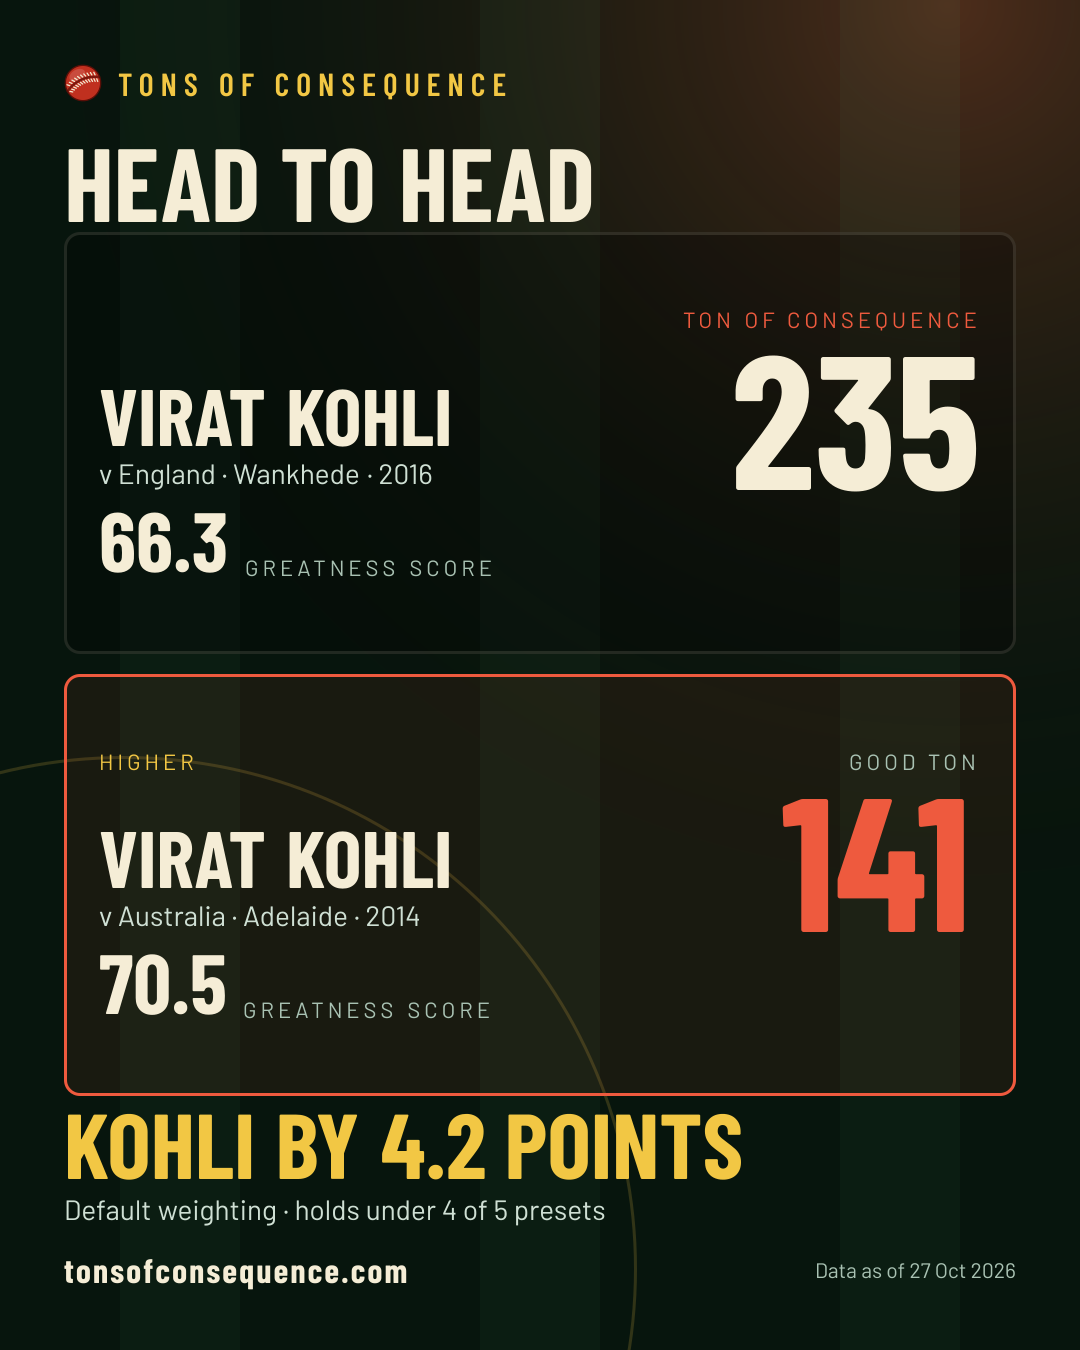 TONS OF CONSEQUENCE
HEAD TO HEAD
TON OF CONSEQUENCE
235
VIRAT KOHLI
v England · Wankhede · 2016
66.3 GREATNESS SCORE
HIGHER
GOOD TON
141
VIRAT KOHLI
v Australia · Adelaide · 2014
70.5 GREATNESS SCORE
KOHLI BY 4.2 POINTS
Default weighting · holds under 4 of 5 presets
tonsofconsequence.com
Data as of 27 Oct 2026